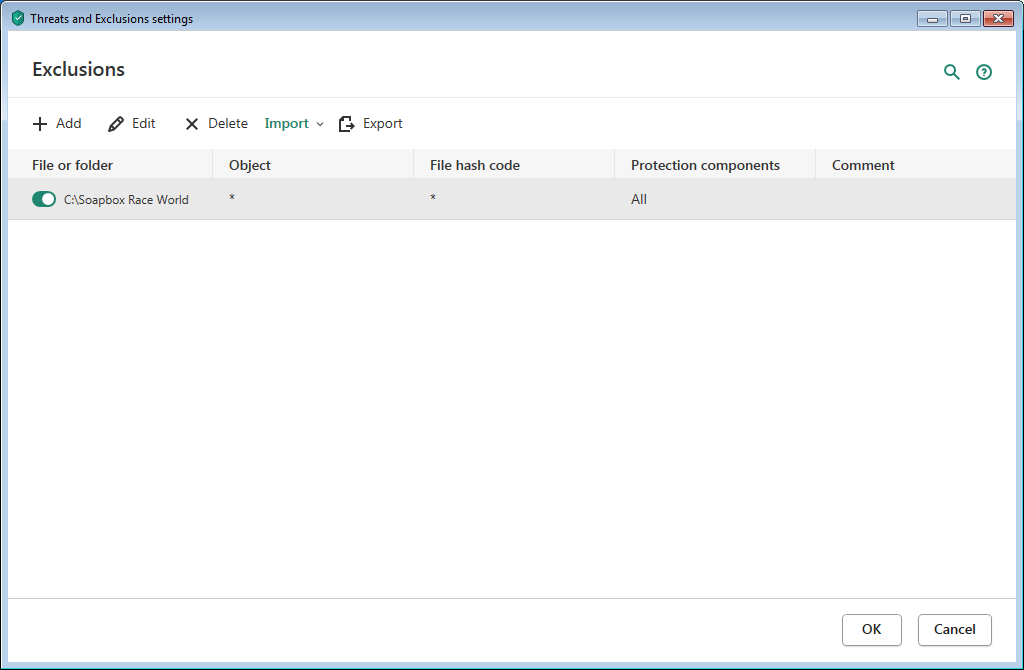 Threats and Exclusions settings
Exclusions
Add Edit Delete Import Export
File or folder Object File hash code Protection components Comment
C:\Soapbox Race World * * All
OK Cancel